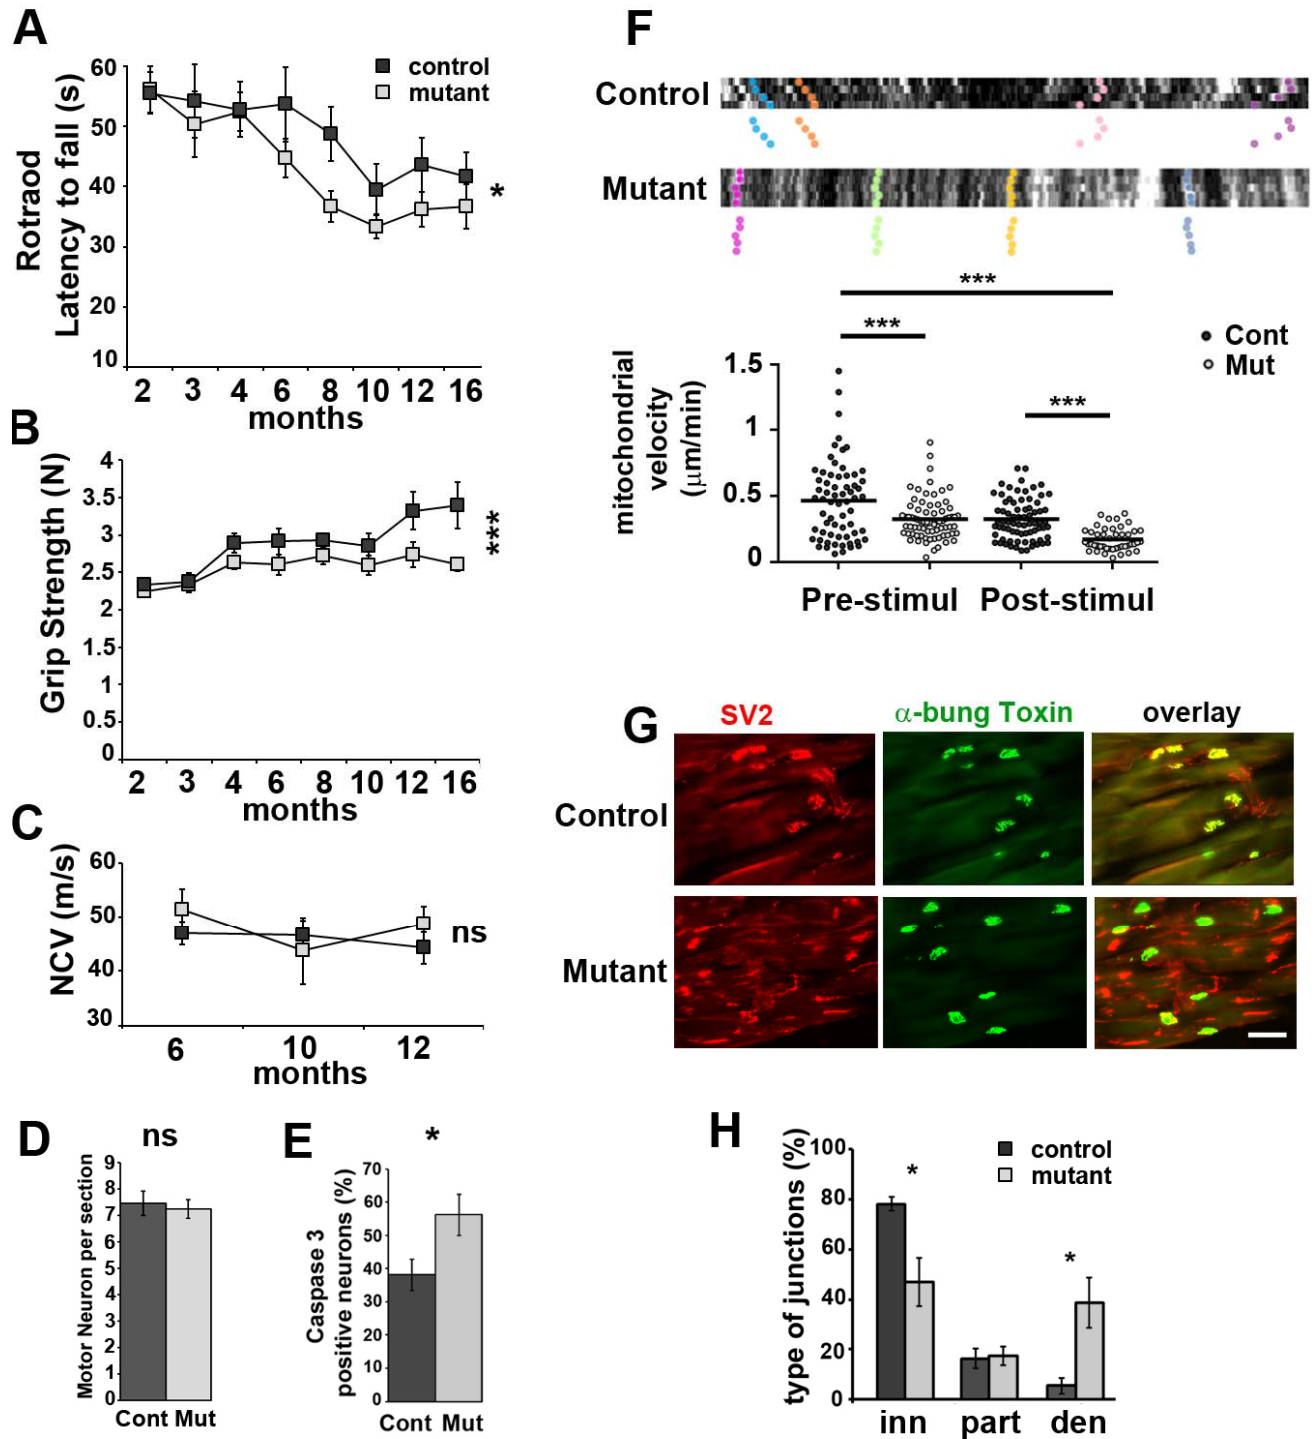 A
Rotraod
Latency to fall (s)
60
50
40
30
20
10
control
mutant
*
2 3 4 6 8 10 12 16
months
B
Grip Strength (N)
4
3.5
3
2.5
2
1.5
1
0.5
0
***
2 3 4 6 8 10 12 16
months
C
NCV (m/s)
60
50
40
30
ns
6 10 12
months
D
ns
Motor Neuron per section
9
8
7
6
5
4
3
2
1
0
Cont Mut
E
*
Caspase 3
positive neurons (%)
70
60
50
40
30
20
10
0
Cont Mut
F
Control
Mutant
***
***
***
Cont
Mut
mitochondrial
velocity
(μm/min)
1.5
1
0.5
0
Pre-stimul Post-stimul
G
SV2 α-bung Toxin overlay
Control
Mutant
H
type of junctions (%)
100
80
60
40
20
0
control
mutant
*
*
inn part den